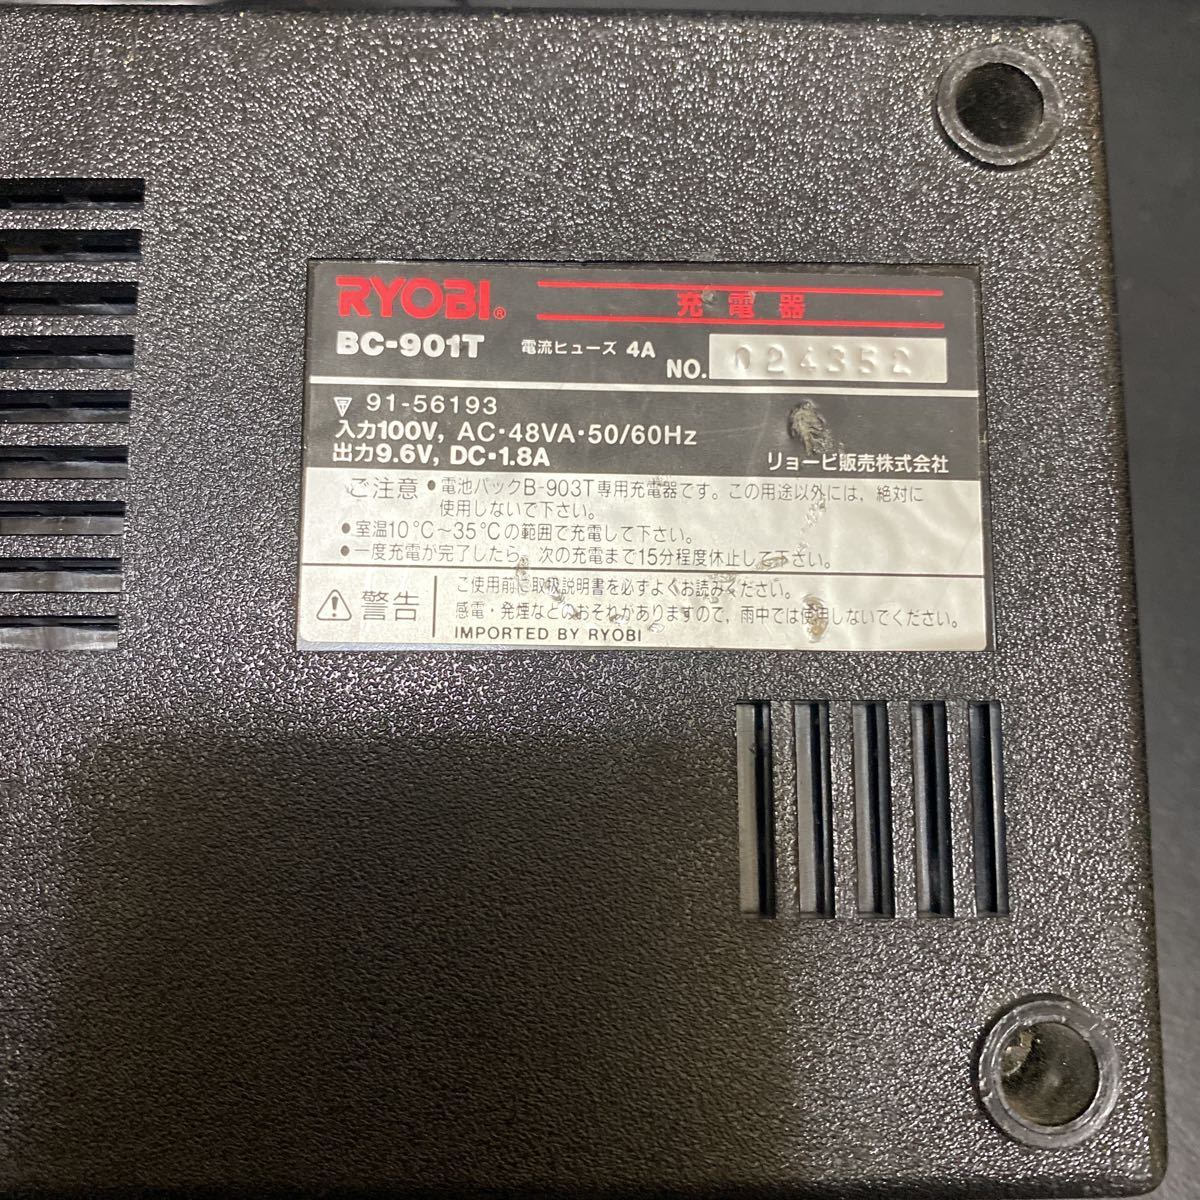 RYOBI® 充電器
BC-901T 電流ヒューズ 4A NO. 024352
91-56193
入力100V, AC・48VA・50/60Hz
出力9.6V, DC・1.8A リョービ販売株式会社
ご注意 ・電池パックB-903T専用充電器です。この用途以外には、絶対に
使用しないで下さい。
・室温10℃〜35℃の範囲で充電して下さい。
・一度充電が完了したら、次の充電まで15分程度休止して下さい。
警告 ご使用前に取扱説明書を必ずよくお読みください。
感電・発煙などのおそれがありますので、雨中では使用しないでください。
IMPORTED BY RYOBI